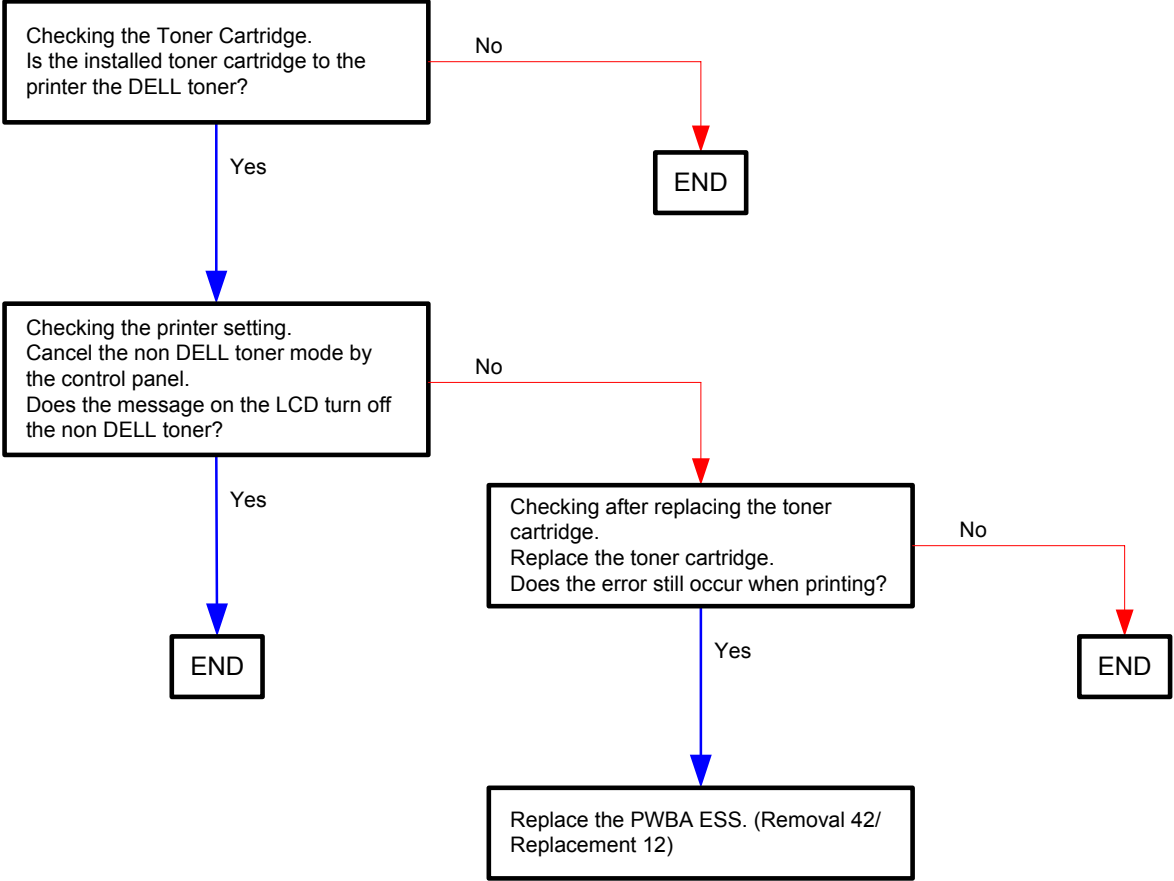 Checking the Toner Cartridge.
Is the installed toner cartridge to the
printer the DELL toner?
No
END
Yes
Checking the printer setting.
Cancel the non DELL toner mode by
the control panel.
Does the message on the LCD turn off
the non DELL toner?
No
Yes
Checking after replacing the toner
cartridge.
Replace the toner cartridge.
Does the error still occur when printing?
No
END
Yes
END
Replace the PWBA ESS. (Removal 42/
Replacement 12)